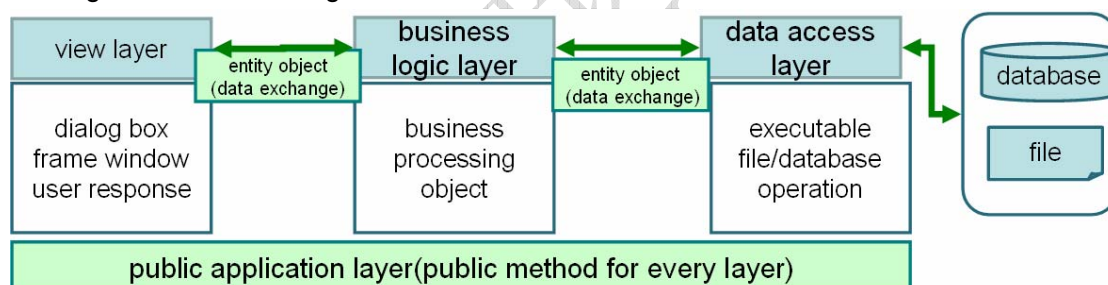 view layer
entity object
(data exchange)
business
logic layer
entity object
(data exchange)
data access
layer
database
file
dialog box
frame window
user response
business
processing
object
executable
file/database
operation
public application layer(public method for every layer)